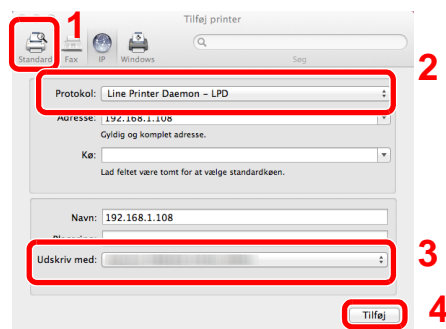 1
Tilføj printer
Standard Fax IP Windows
Søg
2
Protokol: Line Printer Daemon – LPD
Adresse: 192.168.1.108
Gyldig og komplet adresse.
Kø:
Lad feltet være tomt for at vælge standardkøen.
Navn: 192.168.1.108
Placering:
Udskriv med:
3
Tilføj
4